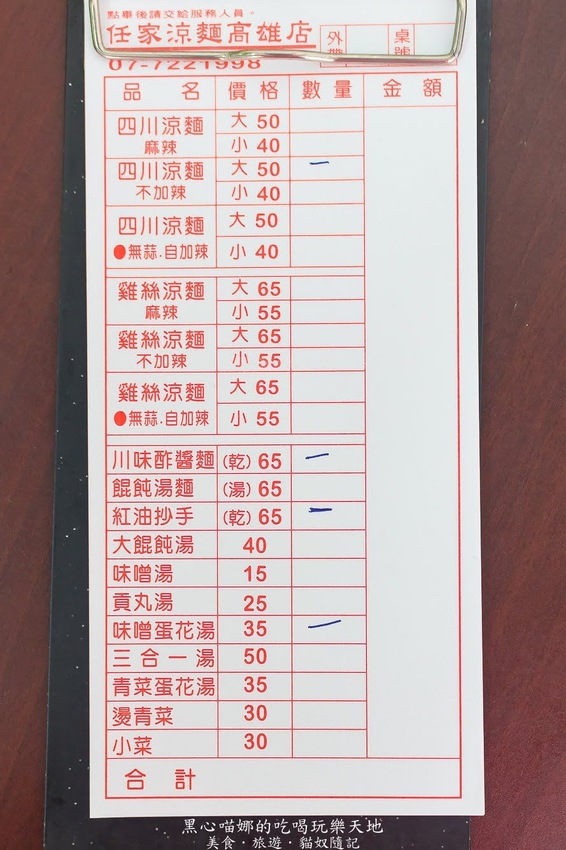 點單後請交給服務人員。
任家涼麵高雄店
外帶
桌號
07-7221998
品名 價格 數量 金額
四川涼麵 麻辣 大 50
小 40
四川涼麵 不加辣 大 50 一
小 40
四川涼麵 大 50
●無蒜.自加辣 小 40
雞絲涼麵 麻辣 大 65
小 55
雞絲涼麵 不加辣 大 65
小 55
雞絲涼麵 大 65
●無蒜.自加辣 小 55
川味酢醬麵 (乾) 65 一
餛飩湯麵 (湯) 65
紅油抄手 (乾) 65 一
大餛飩湯 40
味噌湯 15
貢丸湯 25
味噌蛋花湯 35 一
三合一湯 50
青菜蛋花湯 35
燙青菜 30
小菜 30
合計
黑心喵娜的吃喝玩樂天地
美食・旅遊・貓奴隨記